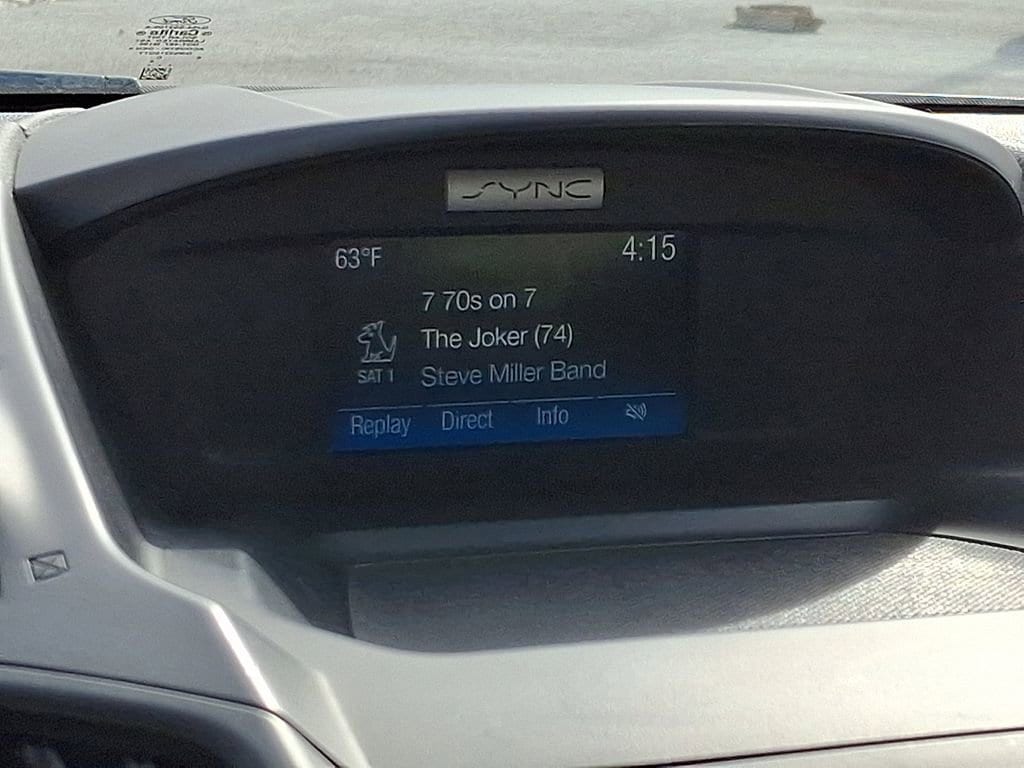 Carlite
SYNC
63°F
4:15
7 70s on 7
The Joker (74)
SAT 1
Steve Miller Band
Replay
Direct
Info